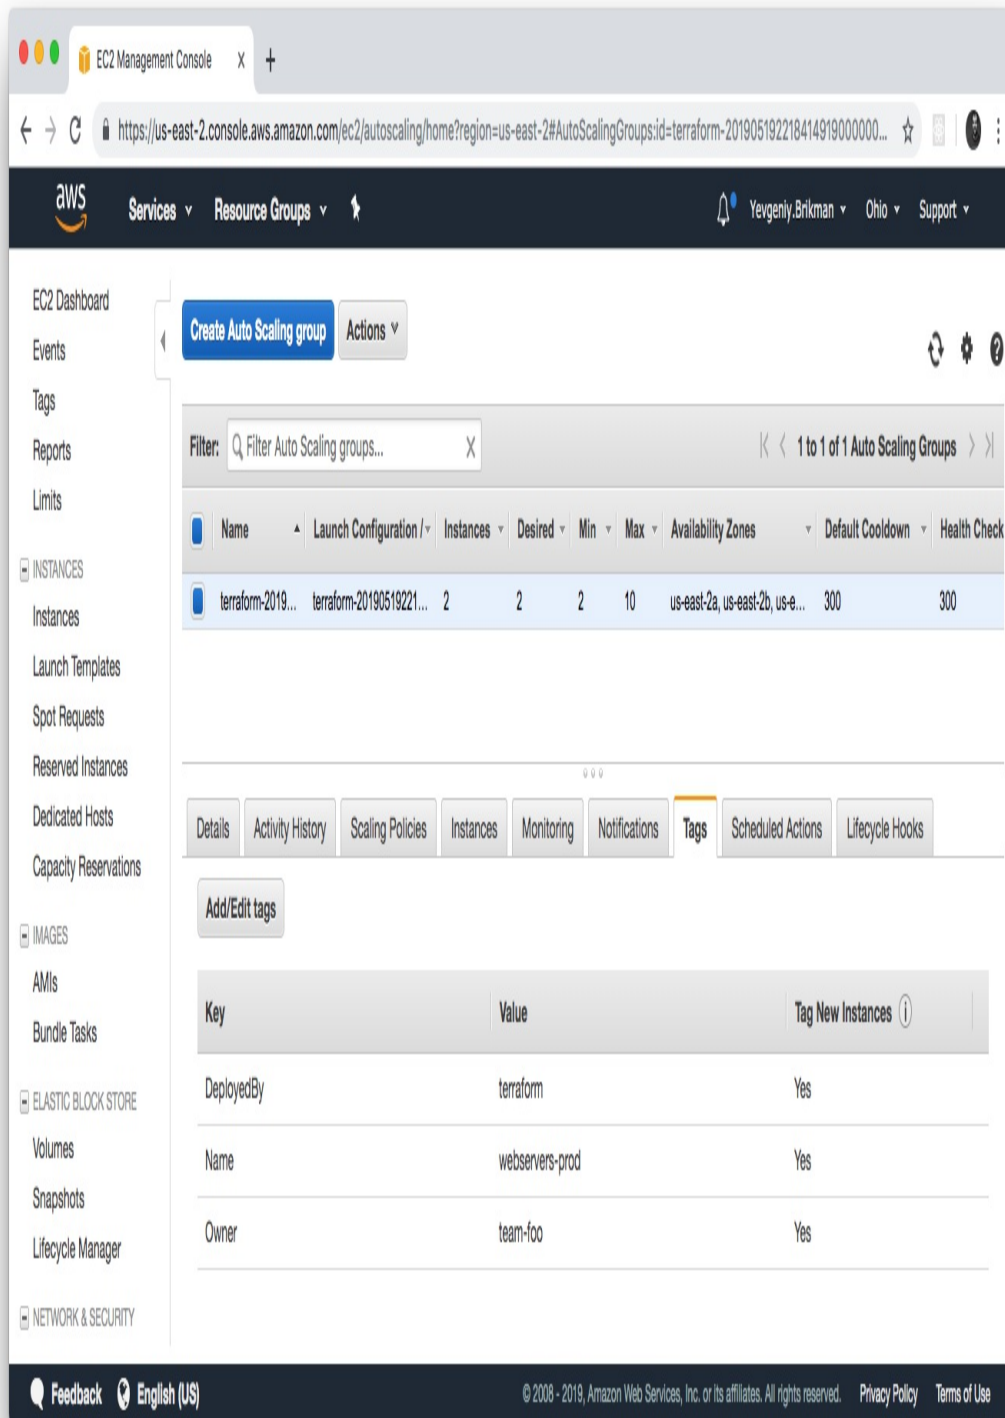 EC2 Management Console
https://us-east-2.console.aws.amazon.com/ec2/autoscaling/home?region=us-east-2#AutoScalingGroups:id=terraform-201905192218414919000000...
aws Services Resource Groups Yevgeniy.Brikman Ohio Support
EC2 Dashboard
Events
Tags
Reports
Limits
INSTANCES
Instances
Launch Templates
Spot Requests
Reserved Instances
Dedicated Hosts
Capacity Reservations
IMAGES
AMIs
Bundle Tasks
ELASTIC BLOCK STORE
Volumes
Snapshots
Lifecycle Manager
NETWORK & SECURITY
Create Auto Scaling group Actions
Filter: Filter Auto Scaling groups... X 1 to 1 of 1 Auto Scaling Groups
Name Launch Configuration / Instances Desired Min Max Availability Zones Default Cooldown Health Check
terraform-2019... terraform-20190519221... 2 2 2 10 us-east-2a, us-east-2b, us-e... 300 300
Details Activity History Scaling Policies Instances Monitoring Notifications Tags Scheduled Actions Lifecycle Hooks
Add/Edit tags
Key Value Tag New Instances
DeployedBy terraform Yes
Name webservers-prod Yes
Owner team-foo Yes
Feedback English (US) © 2008 - 2019, Amazon Web Services, Inc. or its affiliates. All rights reserved. Privacy Policy Terms of Use